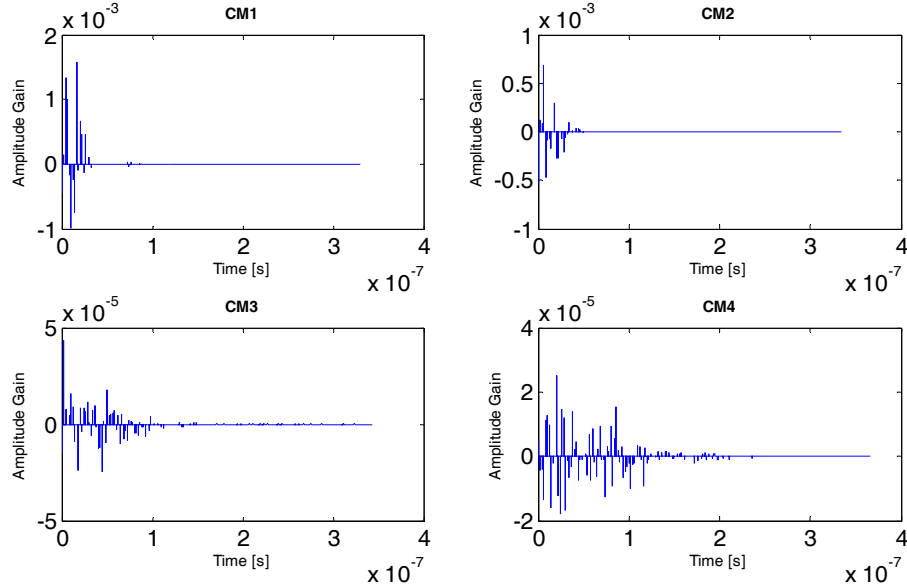 CM1
x 10-3
2
1
0
-1
Amplitude Gain
0 1 2 3 4
Time [s]
x 10-7
CM2
x 10-3
1
0.5
0
-0.5
-1
Amplitude Gain
0 1 2 3 4
Time [s]
x 10-7
CM3
x 10-5
5
0
-5
Amplitude Gain
0 1 2 3 4
Time [s]
x 10-7
CM4
x 10-5
4
2
0
-2
Amplitude Gain
0 1 2 3 4
Time [s]
x 10-7